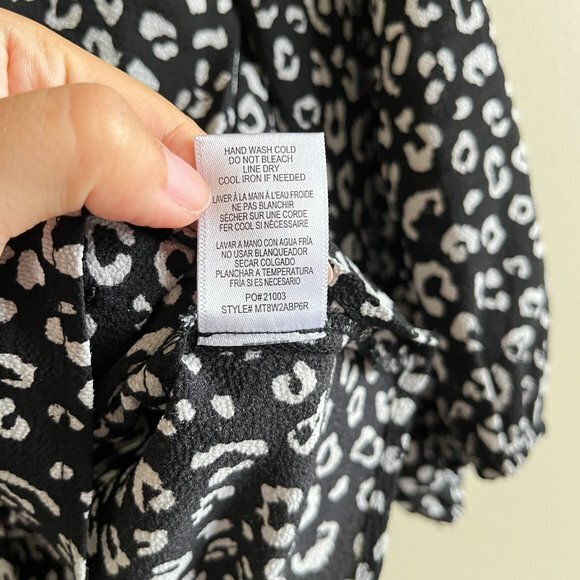 HAND WASH COLD
DO NOT BLEACH
LINE DRY
COOL IRON IF NEEDED
LAVER À LA MAIN À L'EAU FROIDE
NE PAS BLANCHIR
SÉCHER SUR UNE CORDE
FER COOL SI NÉCESSAIRE
LAVAR A MANO CON AGUA FRÍA
NO USAR BLANQUEADOR
SECAR COLGADO
PLANCHAR A TEMPERATURA
FRÍA SI ES NECESARIO
PO#21003
STYLE# MT8W2ABP6R